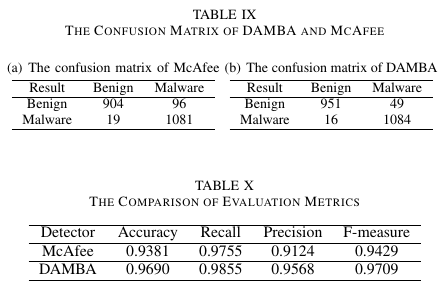 TABLE IX
THE CONFUSION MATRIX OF DAMBA AND MCAFEE
(a) The confusion matrix of McAfee (b) The confusion matrix of DAMBA
Result Benign Malware Result Benign Malware
Benign 904 96 Benign 951 49
Malware 19 1081 Malware 16 1084
TABLE X
THE COMPARISON OF EVALUATION METRICS
Detector Accuracy Recall Precision F-measure
McAfee 0.9381 0.9755 0.9124 0.9429
DAMBA 0.9690 0.9855 0.9568 0.9709